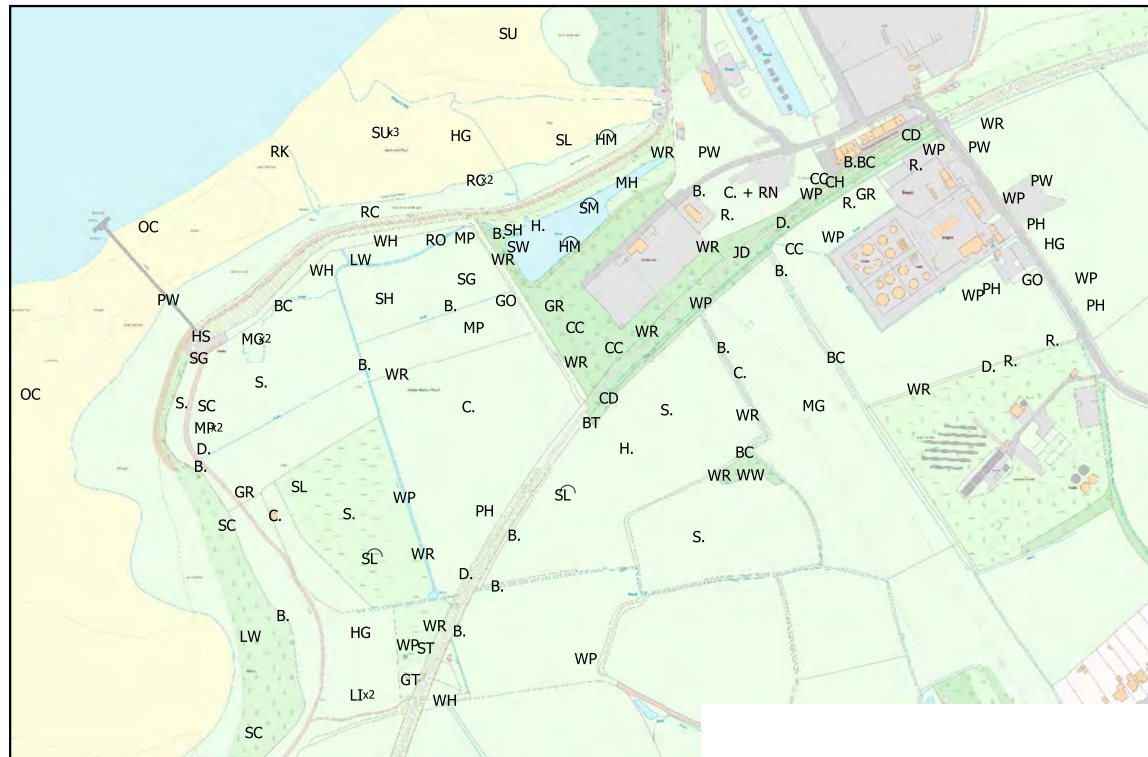 SU
SUx3
HG
SL
HM
RK
WR
PW
CD
WR
PW
WP
B.BC
R.
RCx2
MH
B.
C. + RN
CC
CH
WP
GR
R.
PW
WP
RC
SM
R.
D.
PH
OC
H.
SH
B.
SW
HM
WH
RO
MP
WR
JD
CC
WP
HG
LW
WR
WH
B.
SG
GO
WP
PH
WP
PW
BC
SH
B.
GO
GR
WP
PH
HS
MGx2
MP
CC
WR
R.
SG
B.
WR
CC
WR
B.
BC
D.
R.
OC
S.
S.
C.
WR
SC
C.
CD
S.
WR
MG
MPx2
BT
D.
H.
BC
B.
WR
WW
GR
SL
WP
SL
C.
S.
PH
SC
B.
S.
SL
WR
D.
B.
B.
LW
HG
WR
B.
WP
ST
WP
GT
LIx2
WH
SC